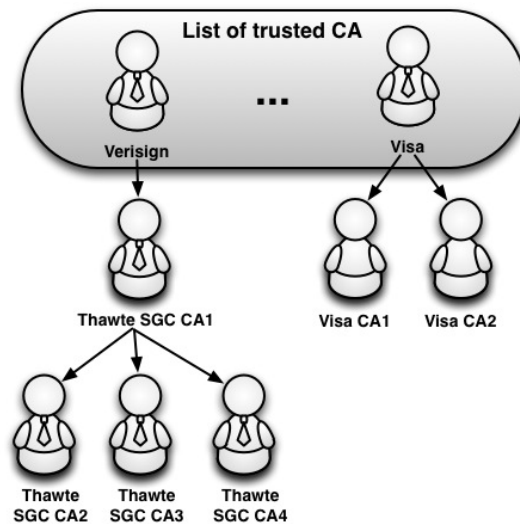 List of trusted CA
...
Verisign
Visa
Thawte SGC CA1
Visa CA1
Visa CA2
Thawte
SGC CA2
Thawte
SGC CA3
Thawte
SGC CA4